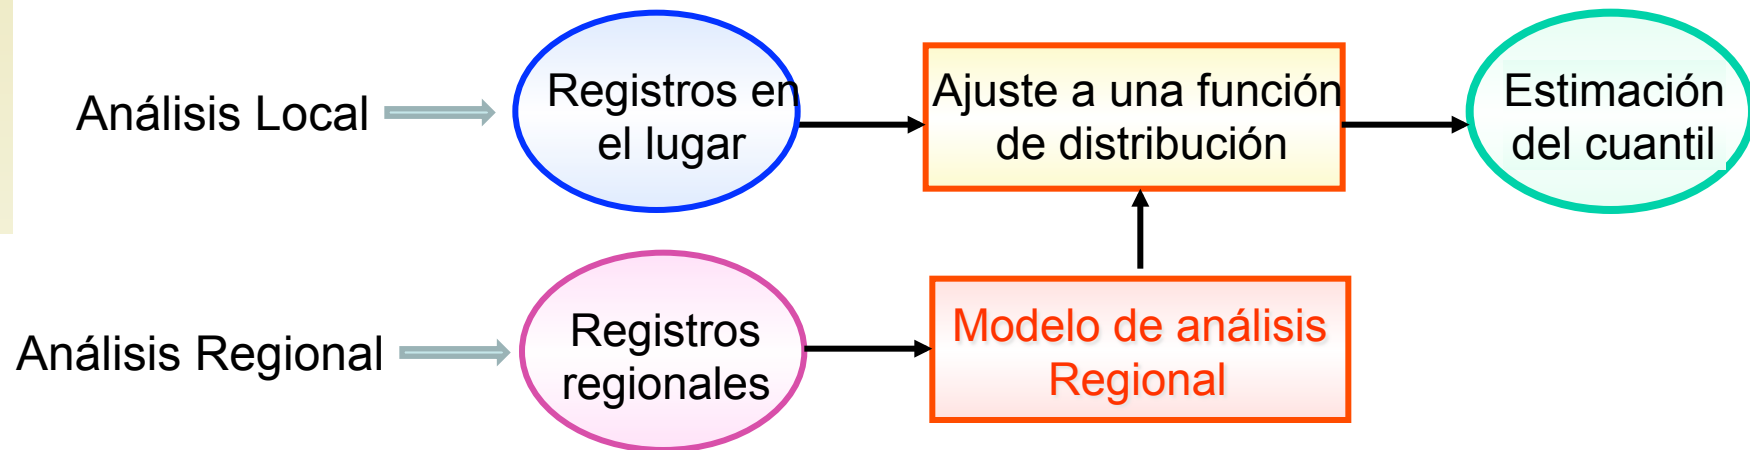 Análisis Local
Registros en
el lugar
Ajuste a una función
de distribución
Estimación
del cuantil
Análisis Regional
Registros
regionales
Modelo de análisis
Regional